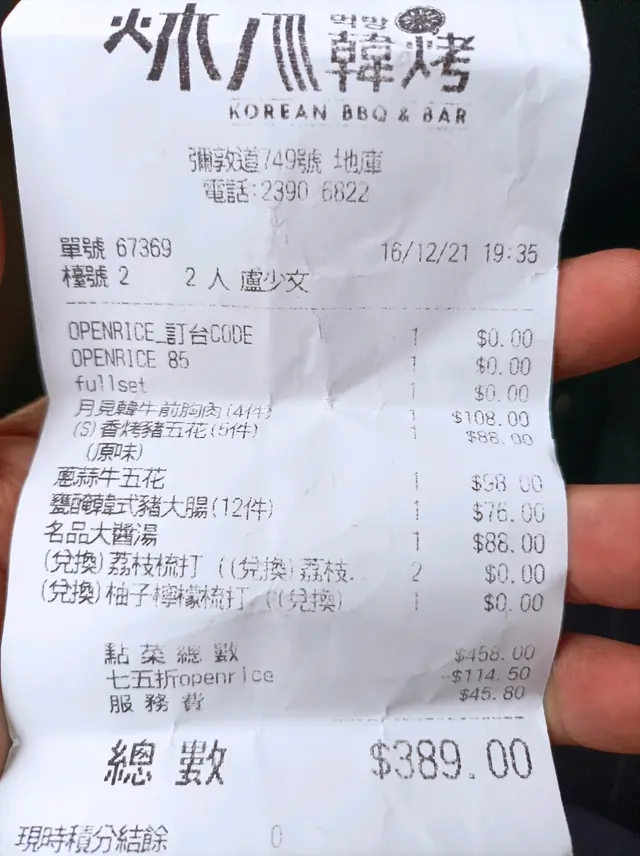 먹방
韓烤
KOREAN BBQ & BAR
彌敦道749號 地庫
電話:2390 6822
單號 67369 16/12/21 19:35
檯號 2 2 人 盧少文
OPENRICE_訂台CODE 1 $0.00
OPENRICE 85 1 $0.00
fullset 1 $0.00
月見韓牛前胸肉(4件) 1 $108.00
(S)香烤豬五花(5件) 1 $88.00
(原味)
蔥蒜牛五花 1 $98.00
鹽醃韓式豬大腸(12件) 1 $76.00
名品大醬湯 1 $88.00
(兌換)荔枝梳打 ((兌換)荔枝. 2 $0.00
(兌換)柚子檸檬梳打 ((兌換) 1 $0.00
點菜總數 $458.00
七五折openrice -$114.50
服務費 $45.80
總數 $389.00
現時積分結餘 0